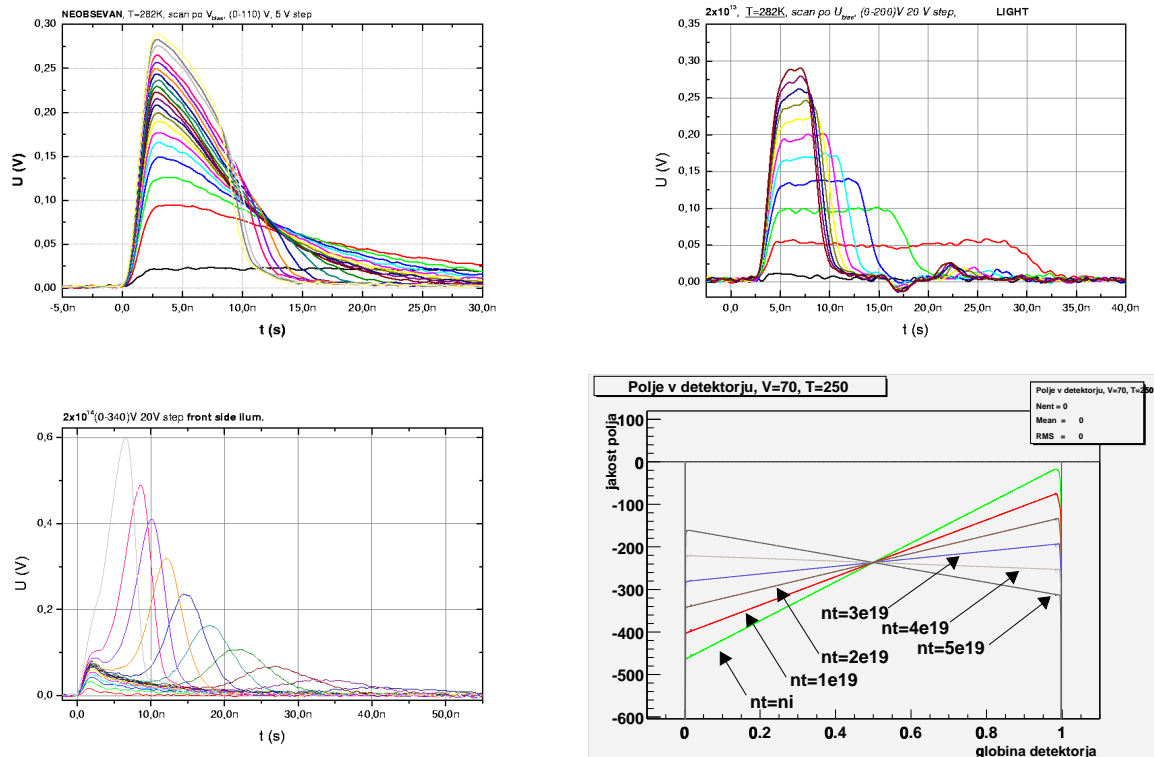 NEOBSEVAN, T=282K, scan po Vbias, (0-110) V, 5 V step
0,30
0,25
0,20
0,15
0,10
0,05
0,00
U (V)
-5,0n 0,0 5,0n 10,0n 15,0n 20,0n 25,0n 30,0n
t (s)
2x10^13, T=282K, scan po Ubias, (0-200)V 20 V step, LIGHT
0,35
0,30
0,25
0,20
0,15
0,10
0,05
0,00
U (V)
0,0 5,0n 10,0n 15,0n 20,0n 25,0n 30,0n 35,0n 40,0n
t (s)
2x10^14 (0-340)V 20V step front side ilum.
0,6
0,4
0,2
0,0
U (V)
0,0 10,0n 20,0n 30,0n 40,0n 50,0n
t (s)
Polje v detektorju, V=70, T=250
Polje v detektorju, V=70, T=250
Nent = 0
Mean = 0
RMS = 0
jakost polja
100
0
-100
-200
-300
-400
-500
-600
nt=3e19
nt=4e19
nt=5e19
nt=2e19
nt=1e19
nt=ni
0 0.2 0.4 0.6 0.8 1
globina detektorja